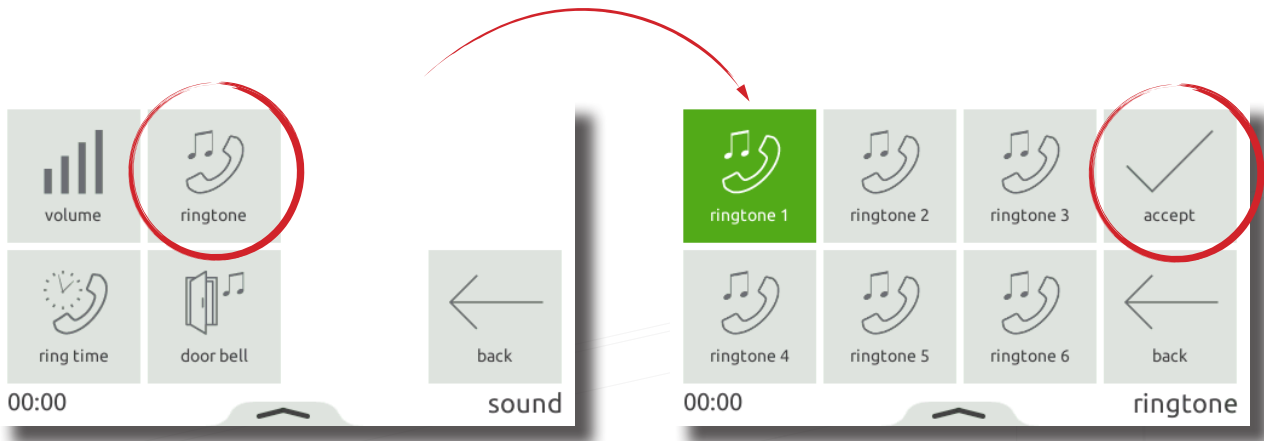 volume
ringtone
ring time
door bell
back
00:00
sound
ringtone 1
ringtone 2
ringtone 3
accept
ringtone 4
ringtone 5
ringtone 6
back
00:00
ringtone